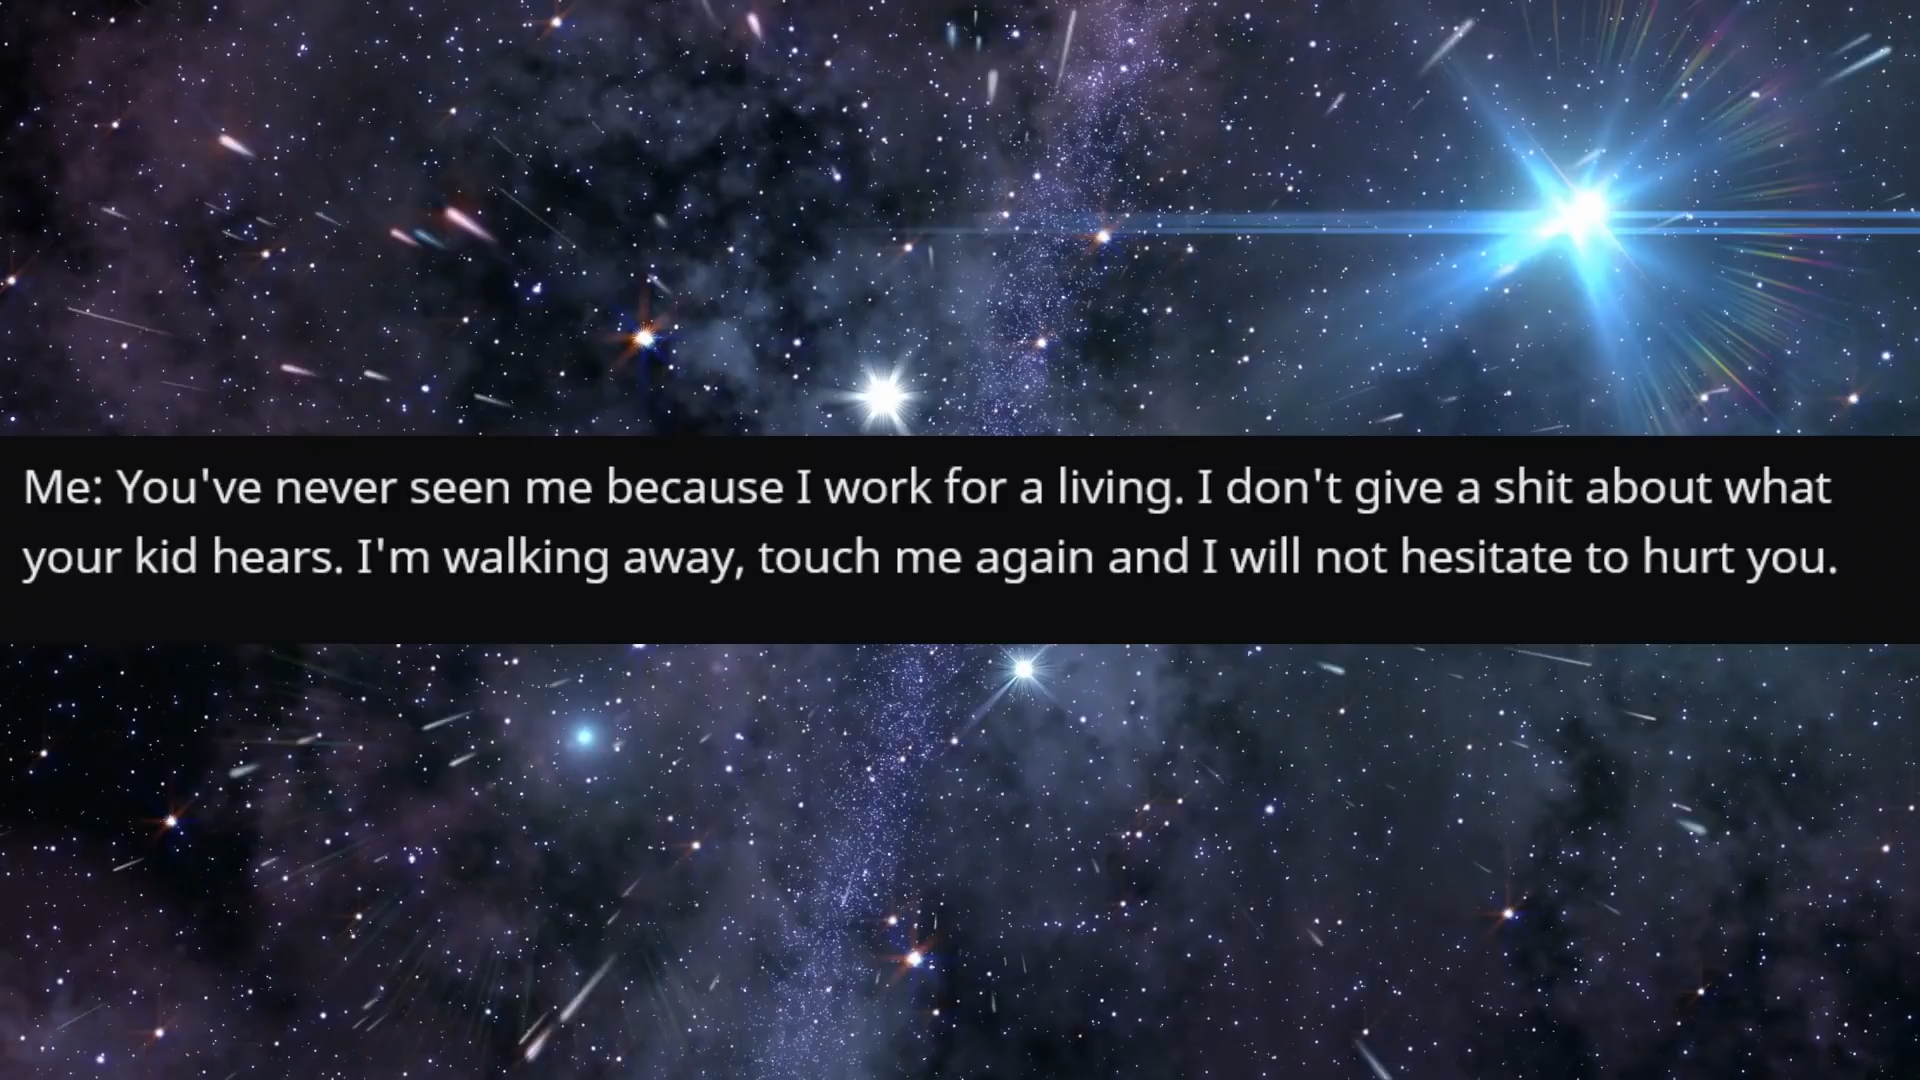 Me: You've never seen me because I work for a living. I don't give a shit about what
your kid hears. I'm walking away, touch me again and I will not hesitate to hurt you.